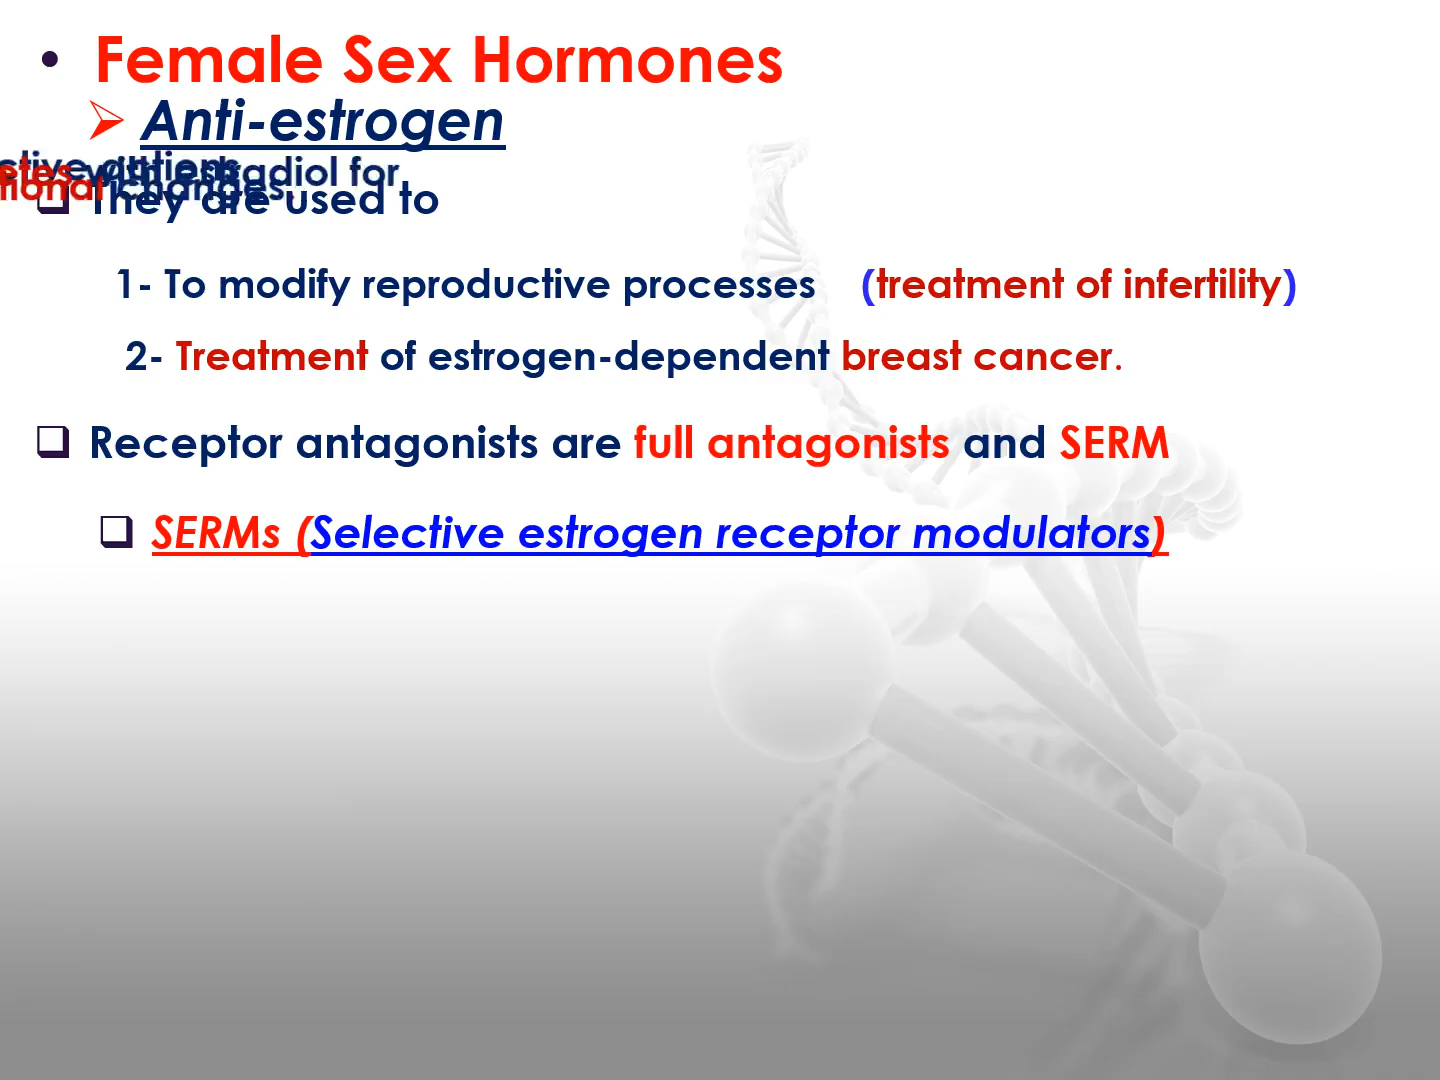 • Female Sex Hormones
➢ Anti-estrogen
They are used to
1- To modify reproductive processes (treatment of infertility)
2- Treatment of estrogen-dependent breast cancer.
❑ Receptor antagonists are full antagonists and SERM
❑ SERMs (Selective estrogen receptor modulators)